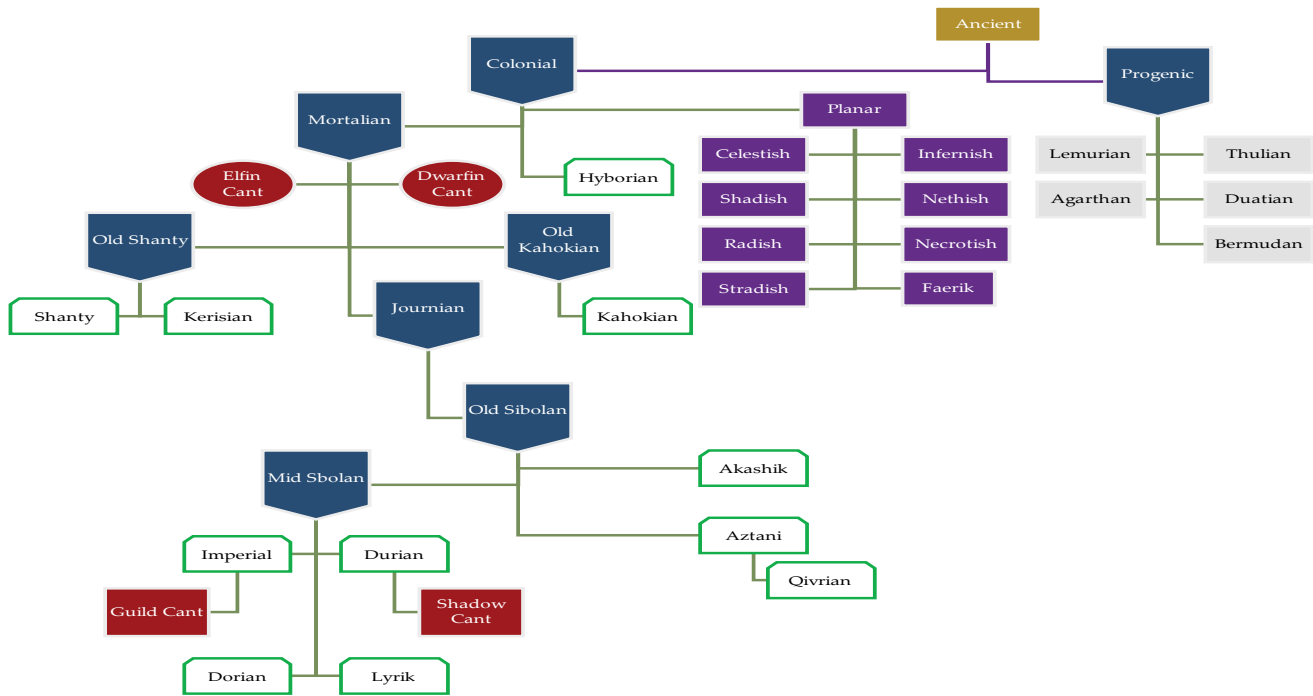 Ancient
Colonial
Progenic
Mortalian
Planar
Celestish
Infernish
Lemurian
Thulian
Elfin
Cant
Dwarfin
Cant
Hyborian
Shadish
Nethish
Agarthan
Duatian
Old Shanty
Old
Kahokian
Radish
Necrotish
Bermudan
Stradish
Faerik
Shanty
Kerisian
Journian
Kahokian
Old Sibolan
Mid Sbolan
Akashik
Aztani
Imperial
Durian
Qivrian
Guild Cant
Shadow
Cant
Dorian
Lyrik